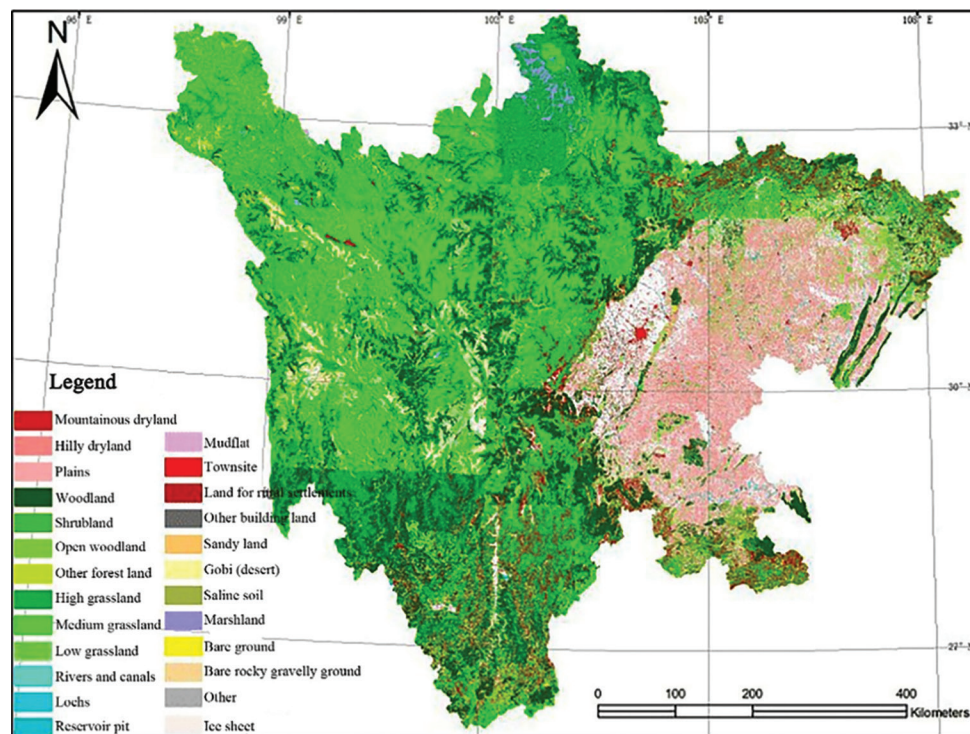 96 E 99 E 102 E 105 E 108 E
N
33°
30°
27°
Legend
Mountainous dryland
Hilly dryland
Plains
Woodland
Shrubland
Open woodland
Other forest land
High grassland
Medium grassland
Low grassland
Rivers and canals
Lochs
Reservoir pit
Mudflat
Townsite
Land for rural settlements
Other building land
Sandy land
Gobi (desert)
Saline soil
Marshland
Bare ground
Bare rocky gravelly ground
Other
Ice sheet
0 100 200 400
Kilometers